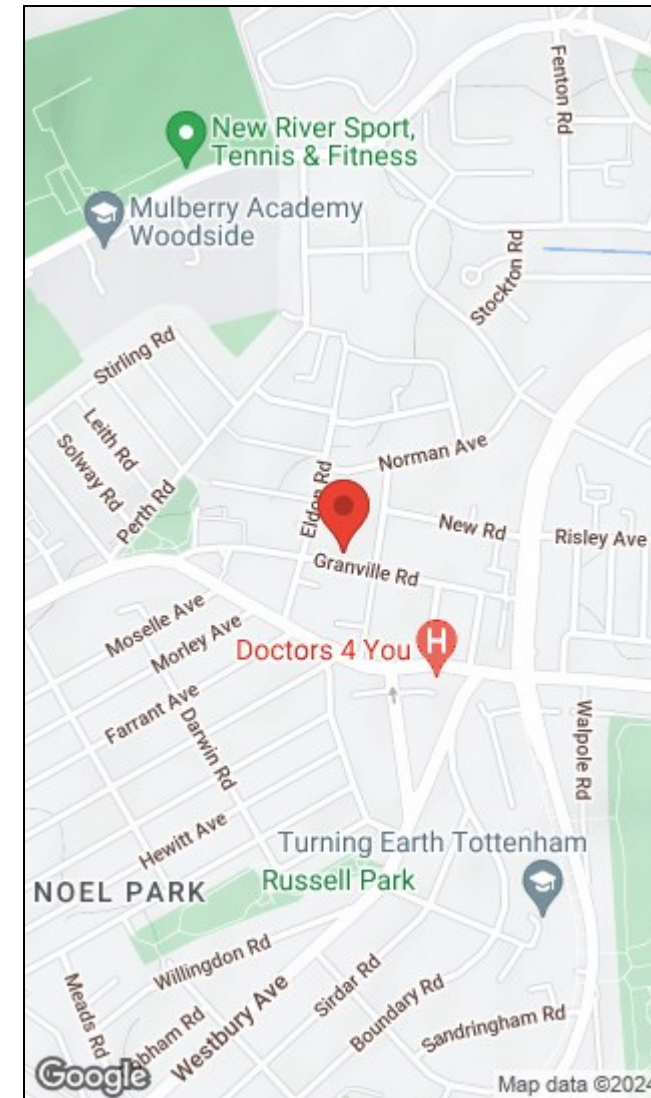 Fenton Rd
New River Sport,
Tennis & Fitness
Mulberry Academy
Woodside
Stockton Rd
Stirling Rd
Leith Rd
Solway Rd
Perth Rd
Norman Ave
Eldon Rd
New Rd
Risley Ave
Granville Rd
Moselle Ave
Morley Ave
Doctors 4 You
H
Farrant Ave
Darwin Rd
Walpole Rd
Hewitt Ave
Turning Earth Tottenham
NOEL PARK
Russell Park
Willingdon Rd
Meads Rd
Sirdar Rd
Boundary Rd
Sandringham Rd
Westbury Ave
bham Rd
Google
Map data ©2024